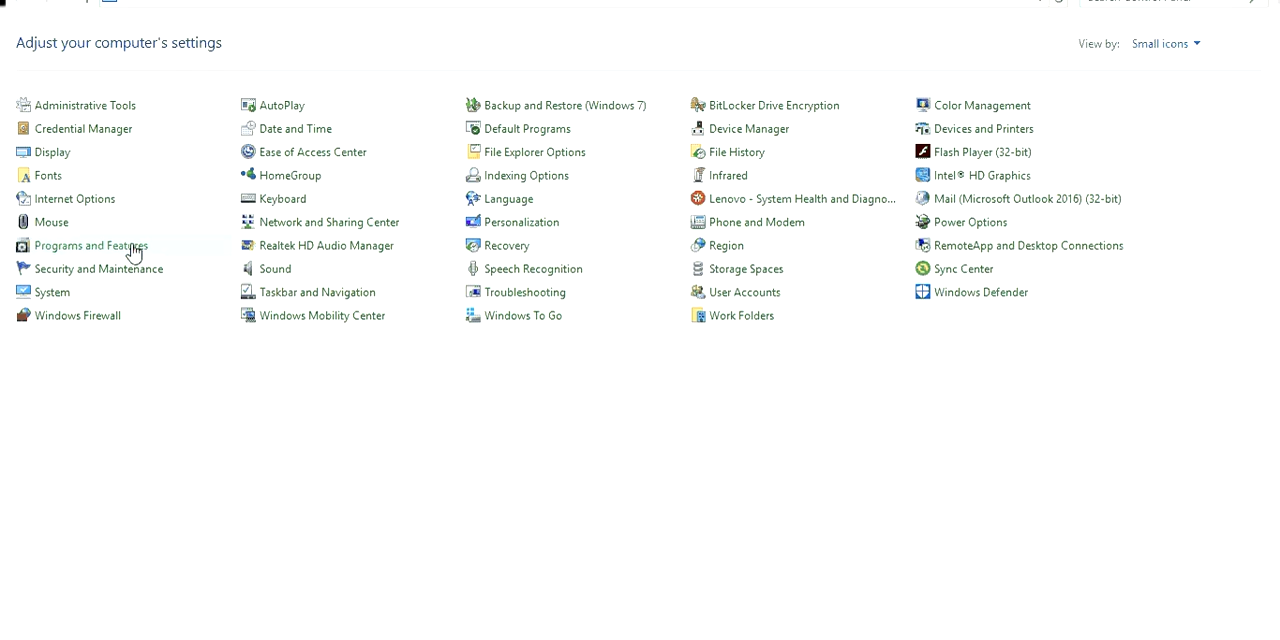 Adjust your computer's settings
View by: Small icons
Administrative Tools
AutoPlay
Backup and Restore (Windows 7)
BitLocker Drive Encryption
Color Management
Credential Manager
Date and Time
Default Programs
Device Manager
Devices and Printers
Display
Ease of Access Center
File Explorer Options
File History
Flash Player (32-bit)
Fonts
HomeGroup
Indexing Options
Infrared
Intel® HD Graphics
Internet Options
Keyboard
Language
Lenovo - System Health and Diagno...
Mail (Microsoft Outlook 2016) (32-bit)
Mouse
Network and Sharing Center
Personalization
Phone and Modem
Power Options
Programs and Features
Realtek HD Audio Manager
Recovery
Region
RemoteApp and Desktop Connections
Security and Maintenance
Sound
Speech Recognition
Storage Spaces
Sync Center
System
Taskbar and Navigation
Troubleshooting
User Accounts
Windows Defender
Windows Firewall
Windows Mobility Center
Windows To Go
Work Folders